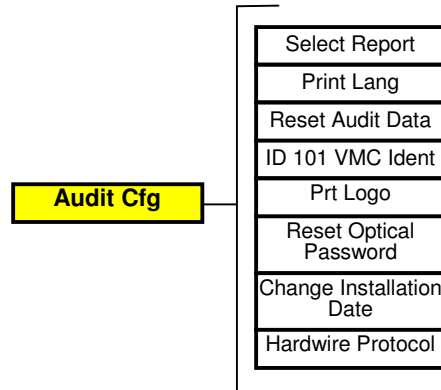 Select Report
Print Lang
Reset Audit Data
ID 101 VMC Ident
Audit Cfg
Prt Logo
Reset Optical
Password
Change Installation
Date
Hardwire Protocol